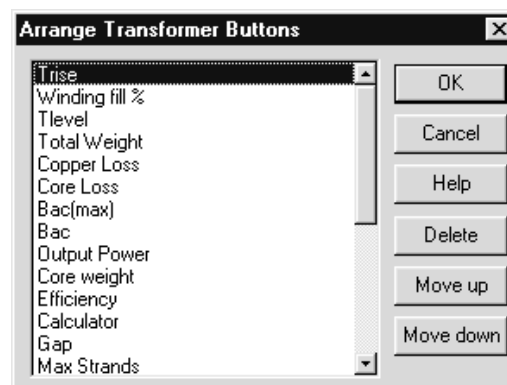 Arrange Transformer Buttons
Trise
Winding fill %
Tlevel
Total Weight
Copper Loss
Core Loss
Bac(max)
Bac
Output Power
Core weight
Efficiency
Calculator
Gap
Max Strands
OK
Cancel
Help
Delete
Move up
Move down